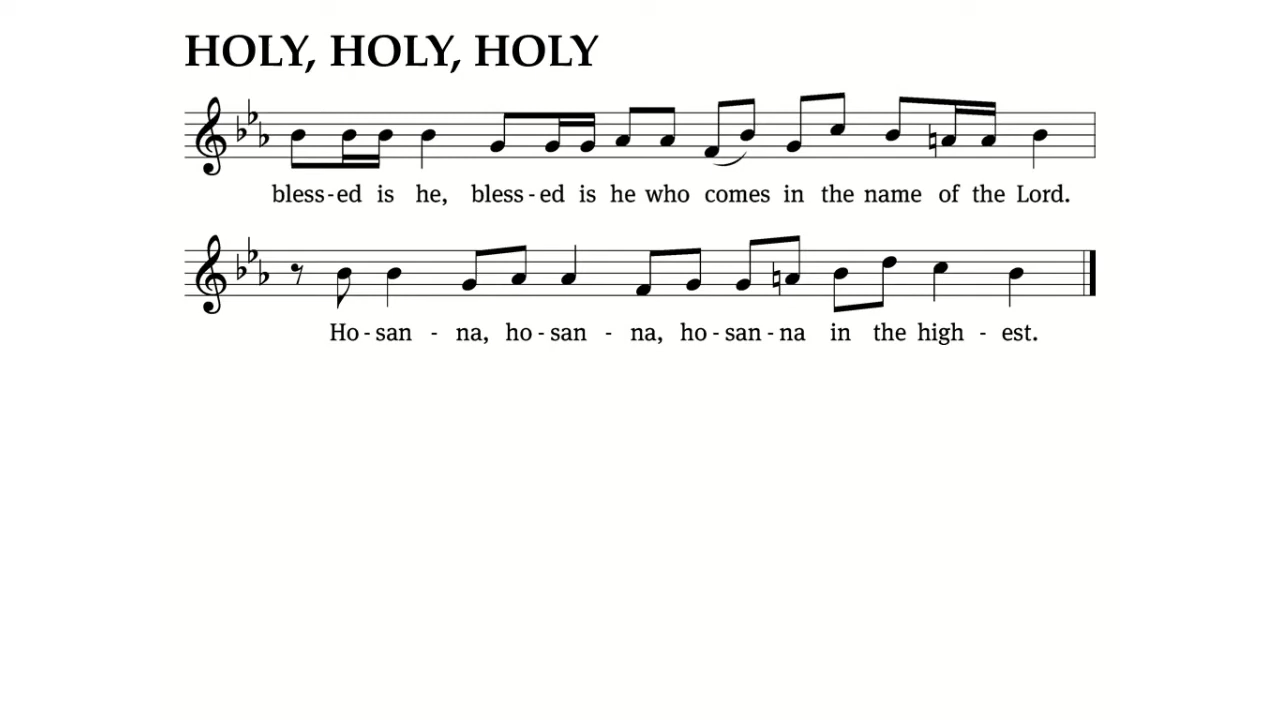 HOLY, HOLY, HOLY
bless-ed is he, bless-ed is he who comes in the name of the Lord.
Ho-san - na, ho-san - na, ho-san-na in the high - est.